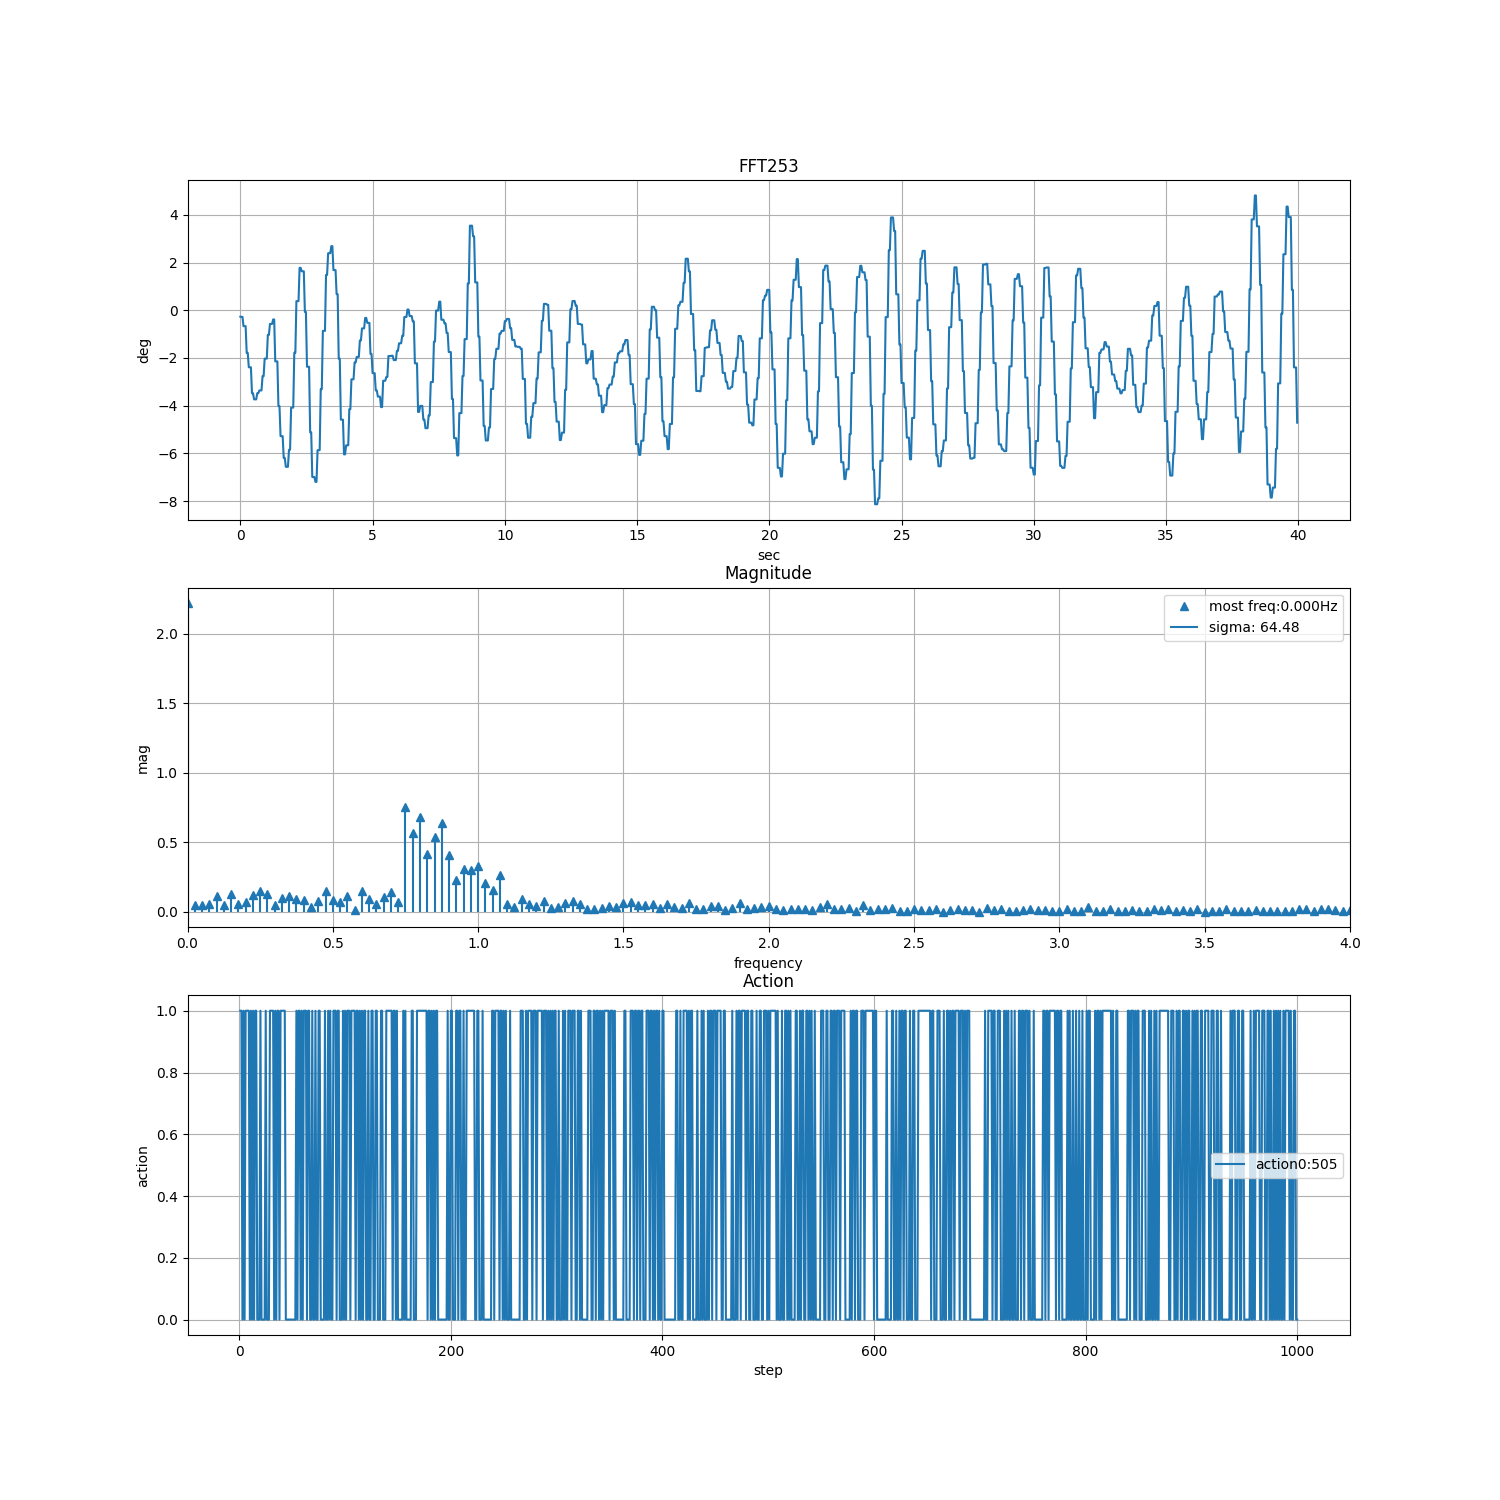 FFT253
4
2
0
−2
−4
−6
−8
deg
0 5 10 15 20 25 30 35 40
sec
Magnitude
most freq:0.000Hz
sigma: 64.48
2.0
1.5
1.0
0.5
0.0
mag
0.0 0.5 1.0 1.5 2.0 2.5 3.0 3.5 4.0
frequency
Action
1.0
0.8
0.6
0.4
0.2
0.0
action
action0:505
0 200 400 600 800 1000
step